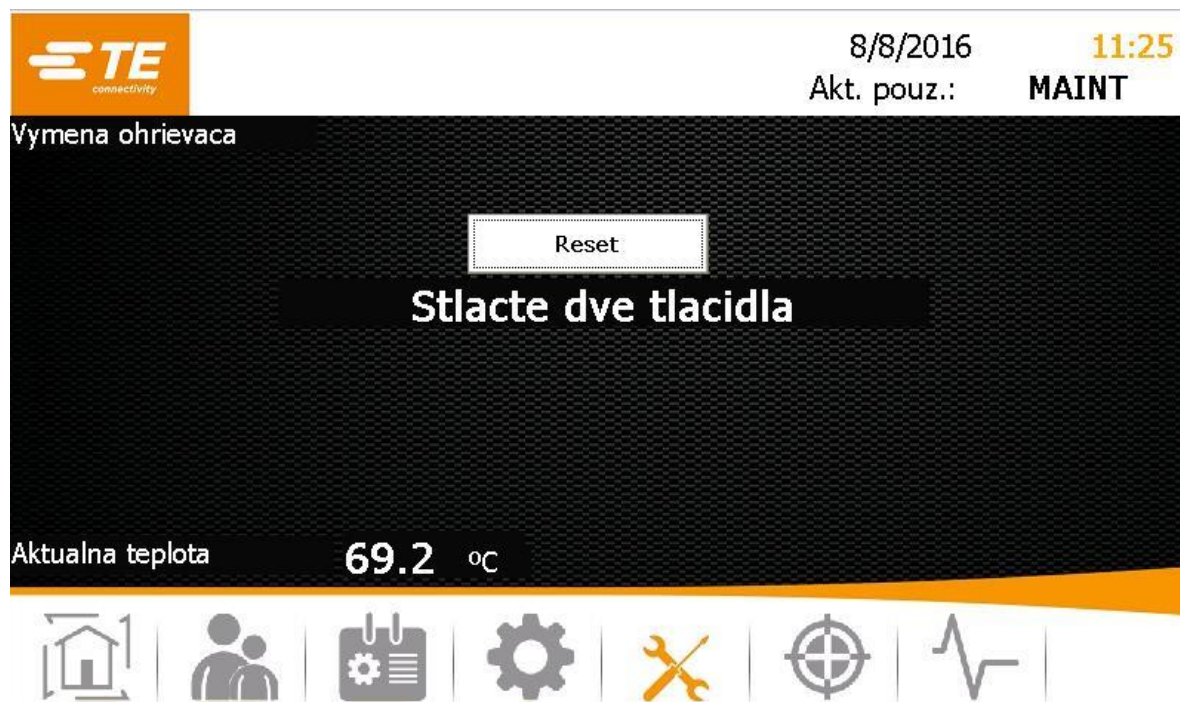 TE
connectivity
8/8/2016 11:25
Akt. pouz.: MAINT
Vymena ohrievaca
Reset
Stlacte dve tlacidla
Aktualna teplota 69.2 ºC